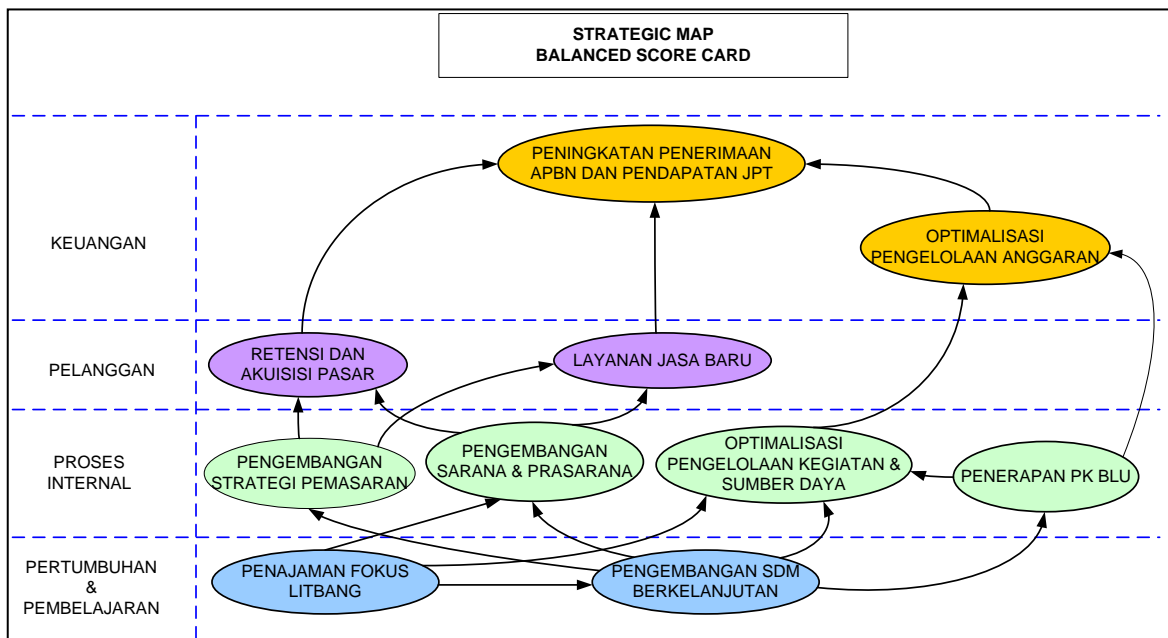 STRATEGIC MAP
BALANCED SCORE CARD
KEUANGAN
PENINGKATAN PENERIMAAN
APBN DAN PENDAPATAN JPT
OPTIMALISASI
PENGELOLAAN ANGGARAN
PELANGGAN
RETENSI DAN
AKUISISI PASAR
LAYANAN JASA BARU
PROSES
INTERNAL
PENGEMBANGAN
STRATEGI PEMASARAN
PENGEMBANGAN
SARANA & PRASARANA
OPTIMALISASI
PENGELOLAAN KEGIATAN &
SUMBER DAYA
PENERAPAN PK BLU
PERTUMBUHAN
&
PEMBELAJARAN
PENAJAMAN FOKUS
LITBANG
PENGEMBANGAN SDM
BERKELANJUTAN